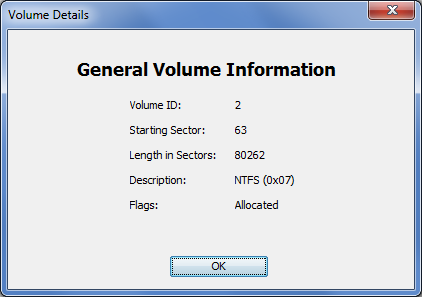 Volume Details
General Volume Information
Volume ID: 2
Starting Sector: 63
Length in Sectors: 80262
Description: NTFS (0x07)
Flags: Allocated
OK